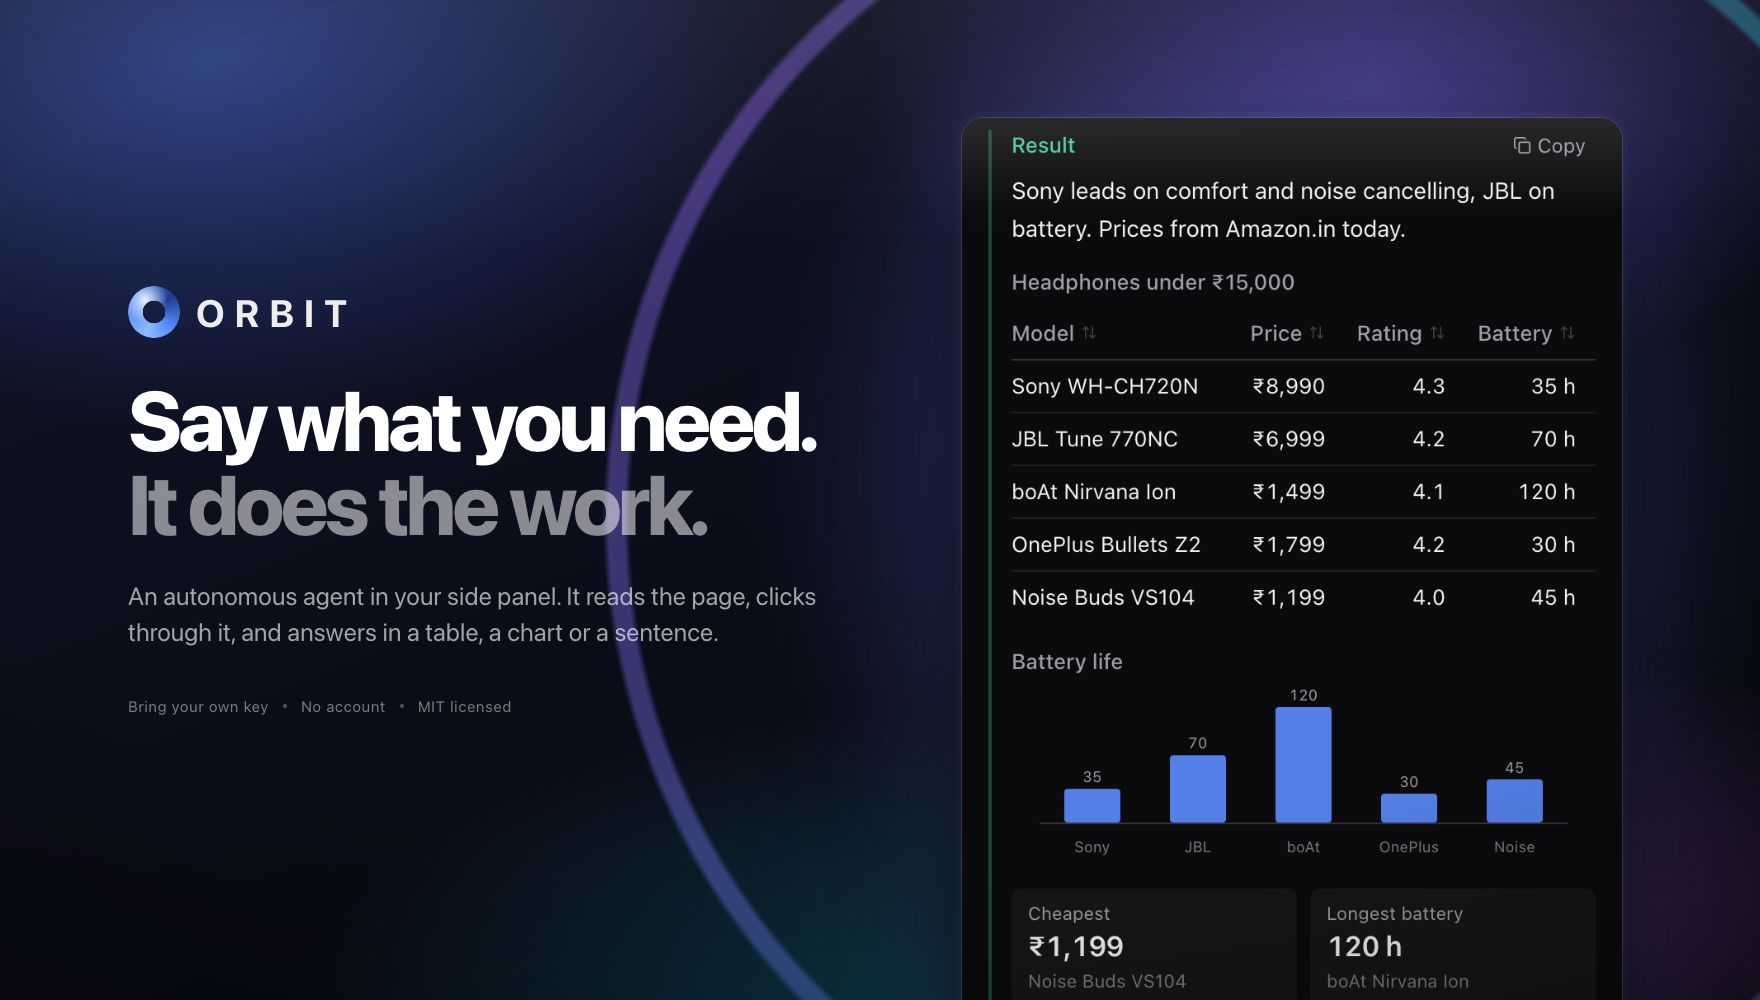 ORBIT
Say what you need.
It does the work.
An autonomous agent in your side panel. It reads the page, clicks
through it, and answers in a table, a chart or a sentence.
Bring your own key • No account • MIT licensed
Result Copy
Sony leads on comfort and noise cancelling, JBL on
battery. Prices from Amazon.in today.
Headphones under ₹15,000
Model Price Rating Battery
Sony WH-CH720N ₹8,990 4.3 35 h
JBL Tune 770NC ₹6,999 4.2 70 h
boAt Nirvana Ion ₹1,499 4.1 120 h
OnePlus Bullets Z2 ₹1,799 4.2 30 h
Noise Buds VS104 ₹1,199 4.0 45 h
Battery life
35 70 120 30 45
Sony JBL boAt OnePlus Noise
Cheapest Longest battery
₹1,199 120 h
Noise Buds VS104 boAt Nirvana Ion